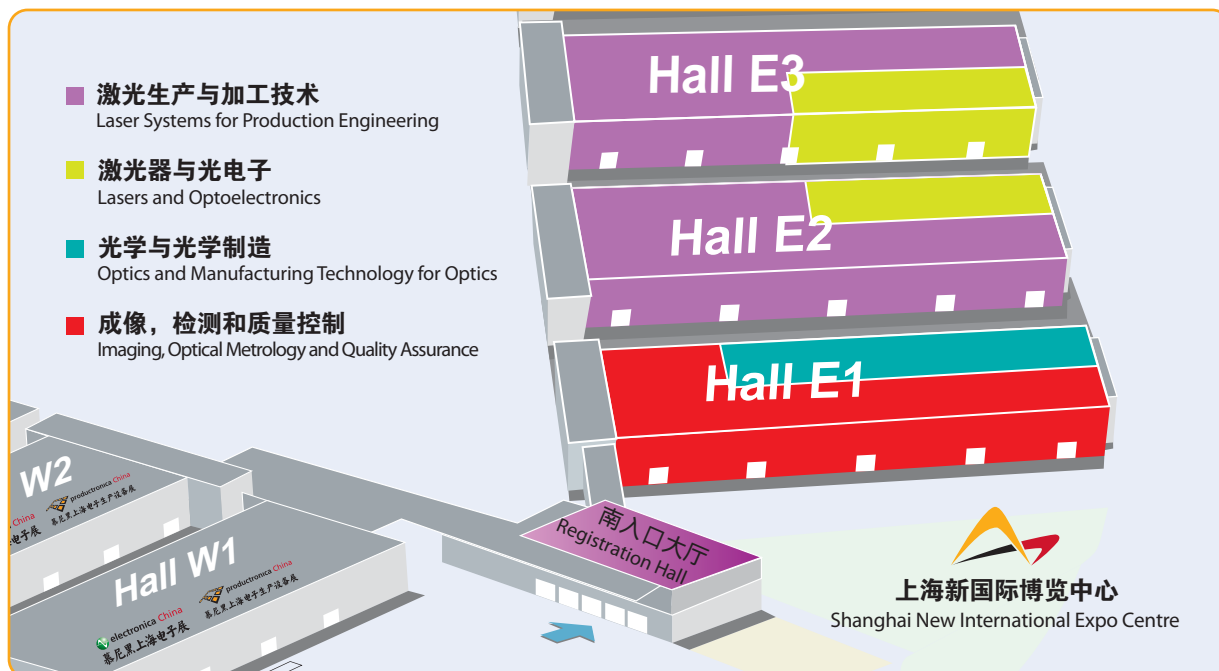 激光生产与加工技术
Laser Systems for Production Engineering
激光器与光电子
Lasers and Optoelectronics
光学与光学制造
Optics and Manufacturing Technology for Optics
成像，检测和质量控制
Imaging, Optical Metrology and Quality Assurance
Hall E3
Hall E2
Hall E1
W2
China
productronica China
电子展
慕尼黑上海电子生产设备展
Hall W1
electronica China
慕尼黑上海电子展
productronica China
慕尼黑上海电子生产设备展
南入口大厅
Registration Hall
上海新国际博览中心
Shanghai New International Expo Centre